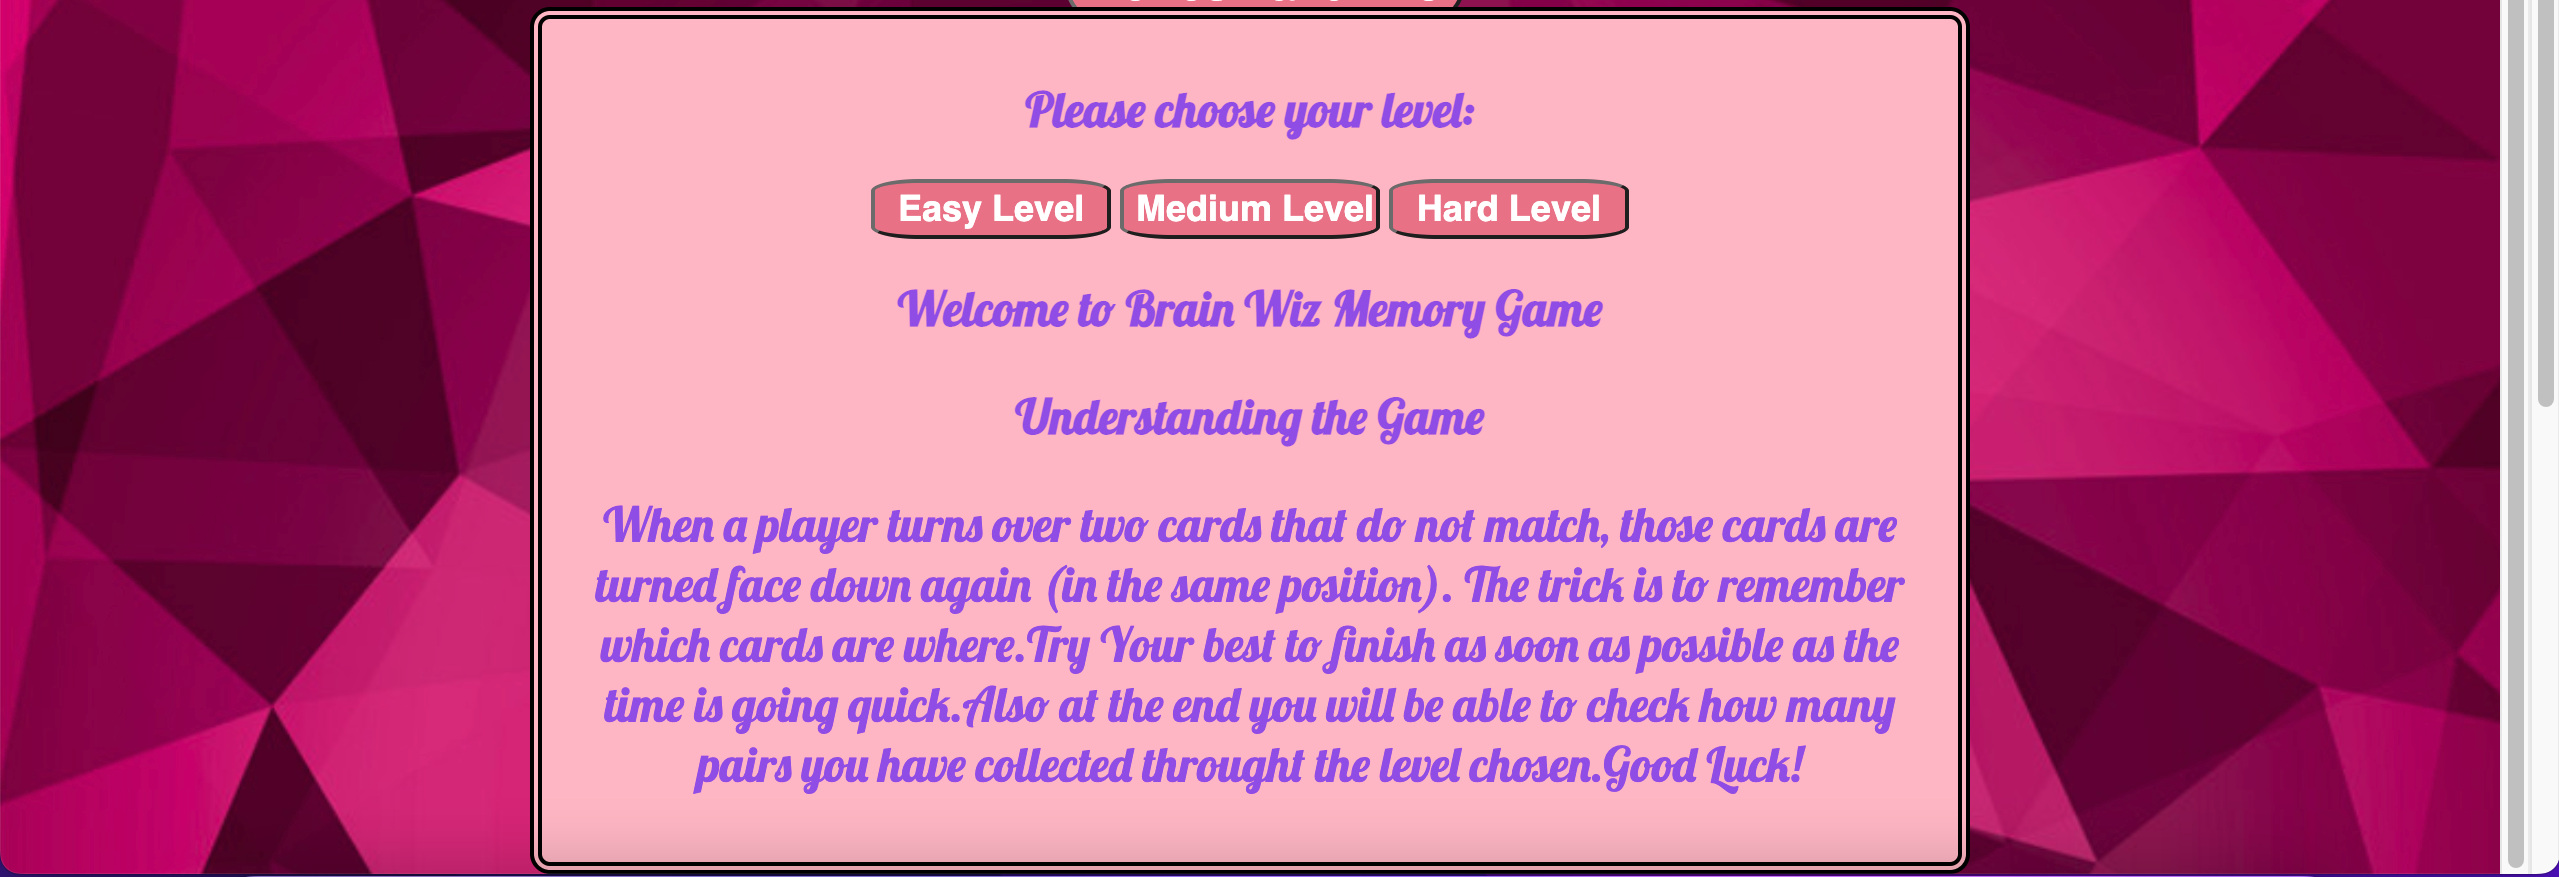 Please choose your level:
Easy Level Medium Level Hard Level
Welcome to Brain Wiz Memory Game
Understanding the Game
When a player turns over two cards that do not match, those cards are
turned face down again (in the same position). The trick is to remember
which cards are where.Try Your best to finish as soon as possible as the
time is going quick.Also at the end you will be able to check how many
pairs you have collected throught the level chosen.Good Luck!